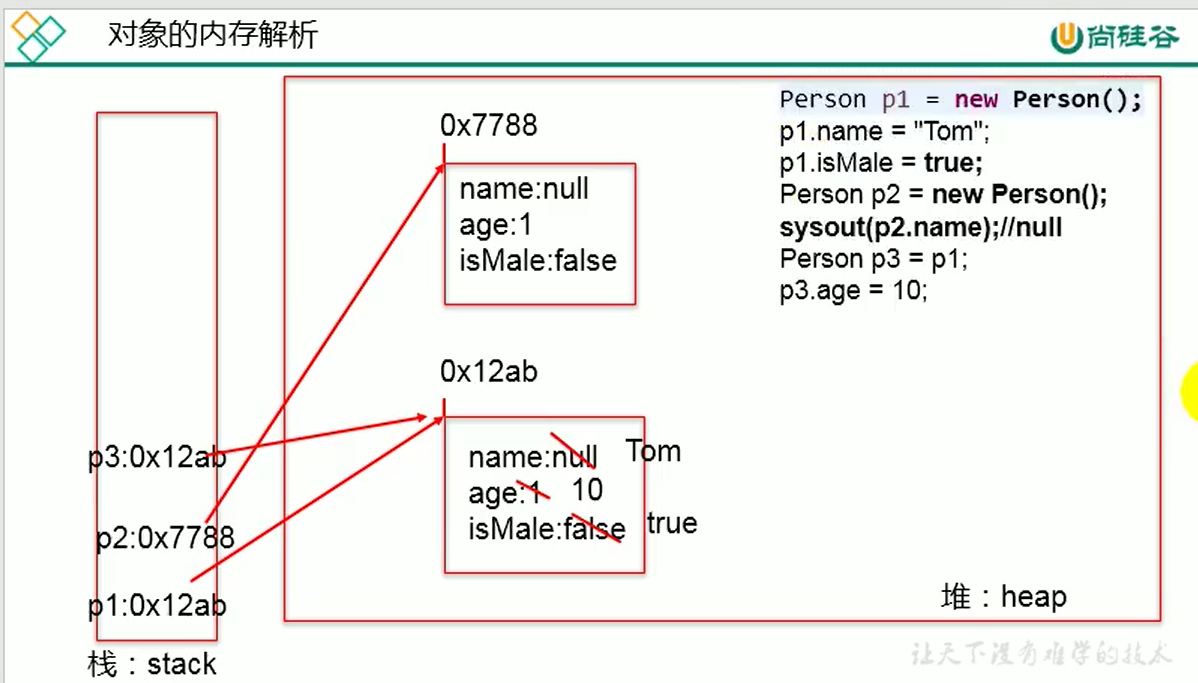 对象的内存解析
尚硅谷
0x7788
name:null
age:1
isMale:false
Person p1 = new Person();
p1.name = "Tom";
p1.isMale = true;
Person p2 = new Person();
sysout(p2.name);//null
Person p3 = p1;
p3.age = 10;
0x12ab
name:null Tom
age:1 10
isMale:false true
p3:0x12ab
p2:0x7788
p1:0x12ab
栈：stack
堆：heap
让天下没有难学的技术